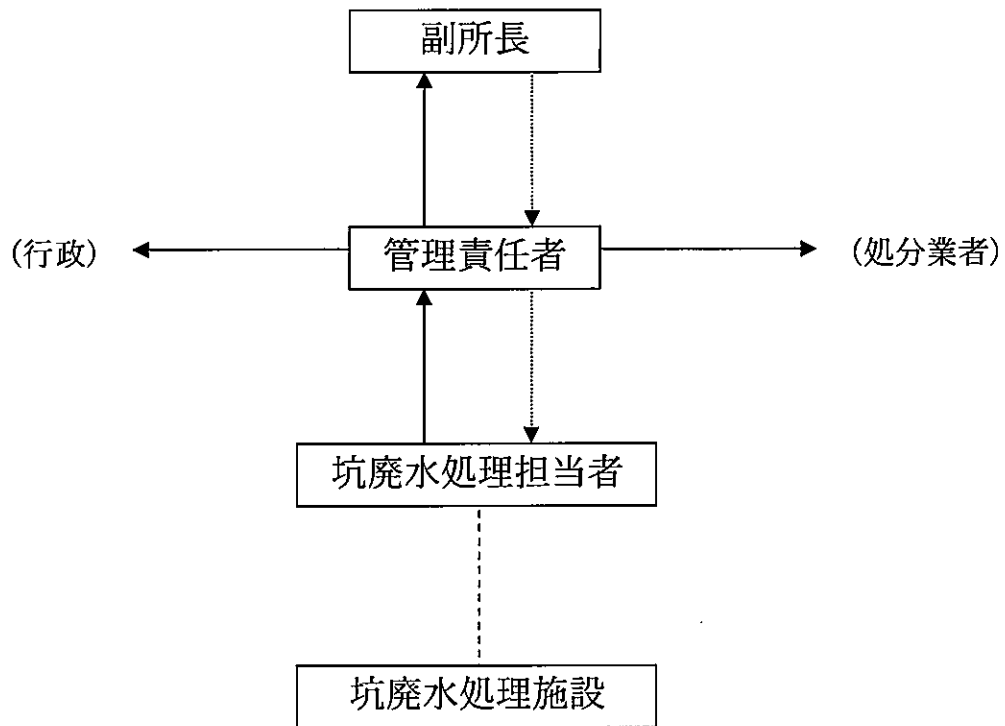 副所長
(行政)
管理責任者
(処分業者)
坑廃水処理担当者
坑廃水処理施設